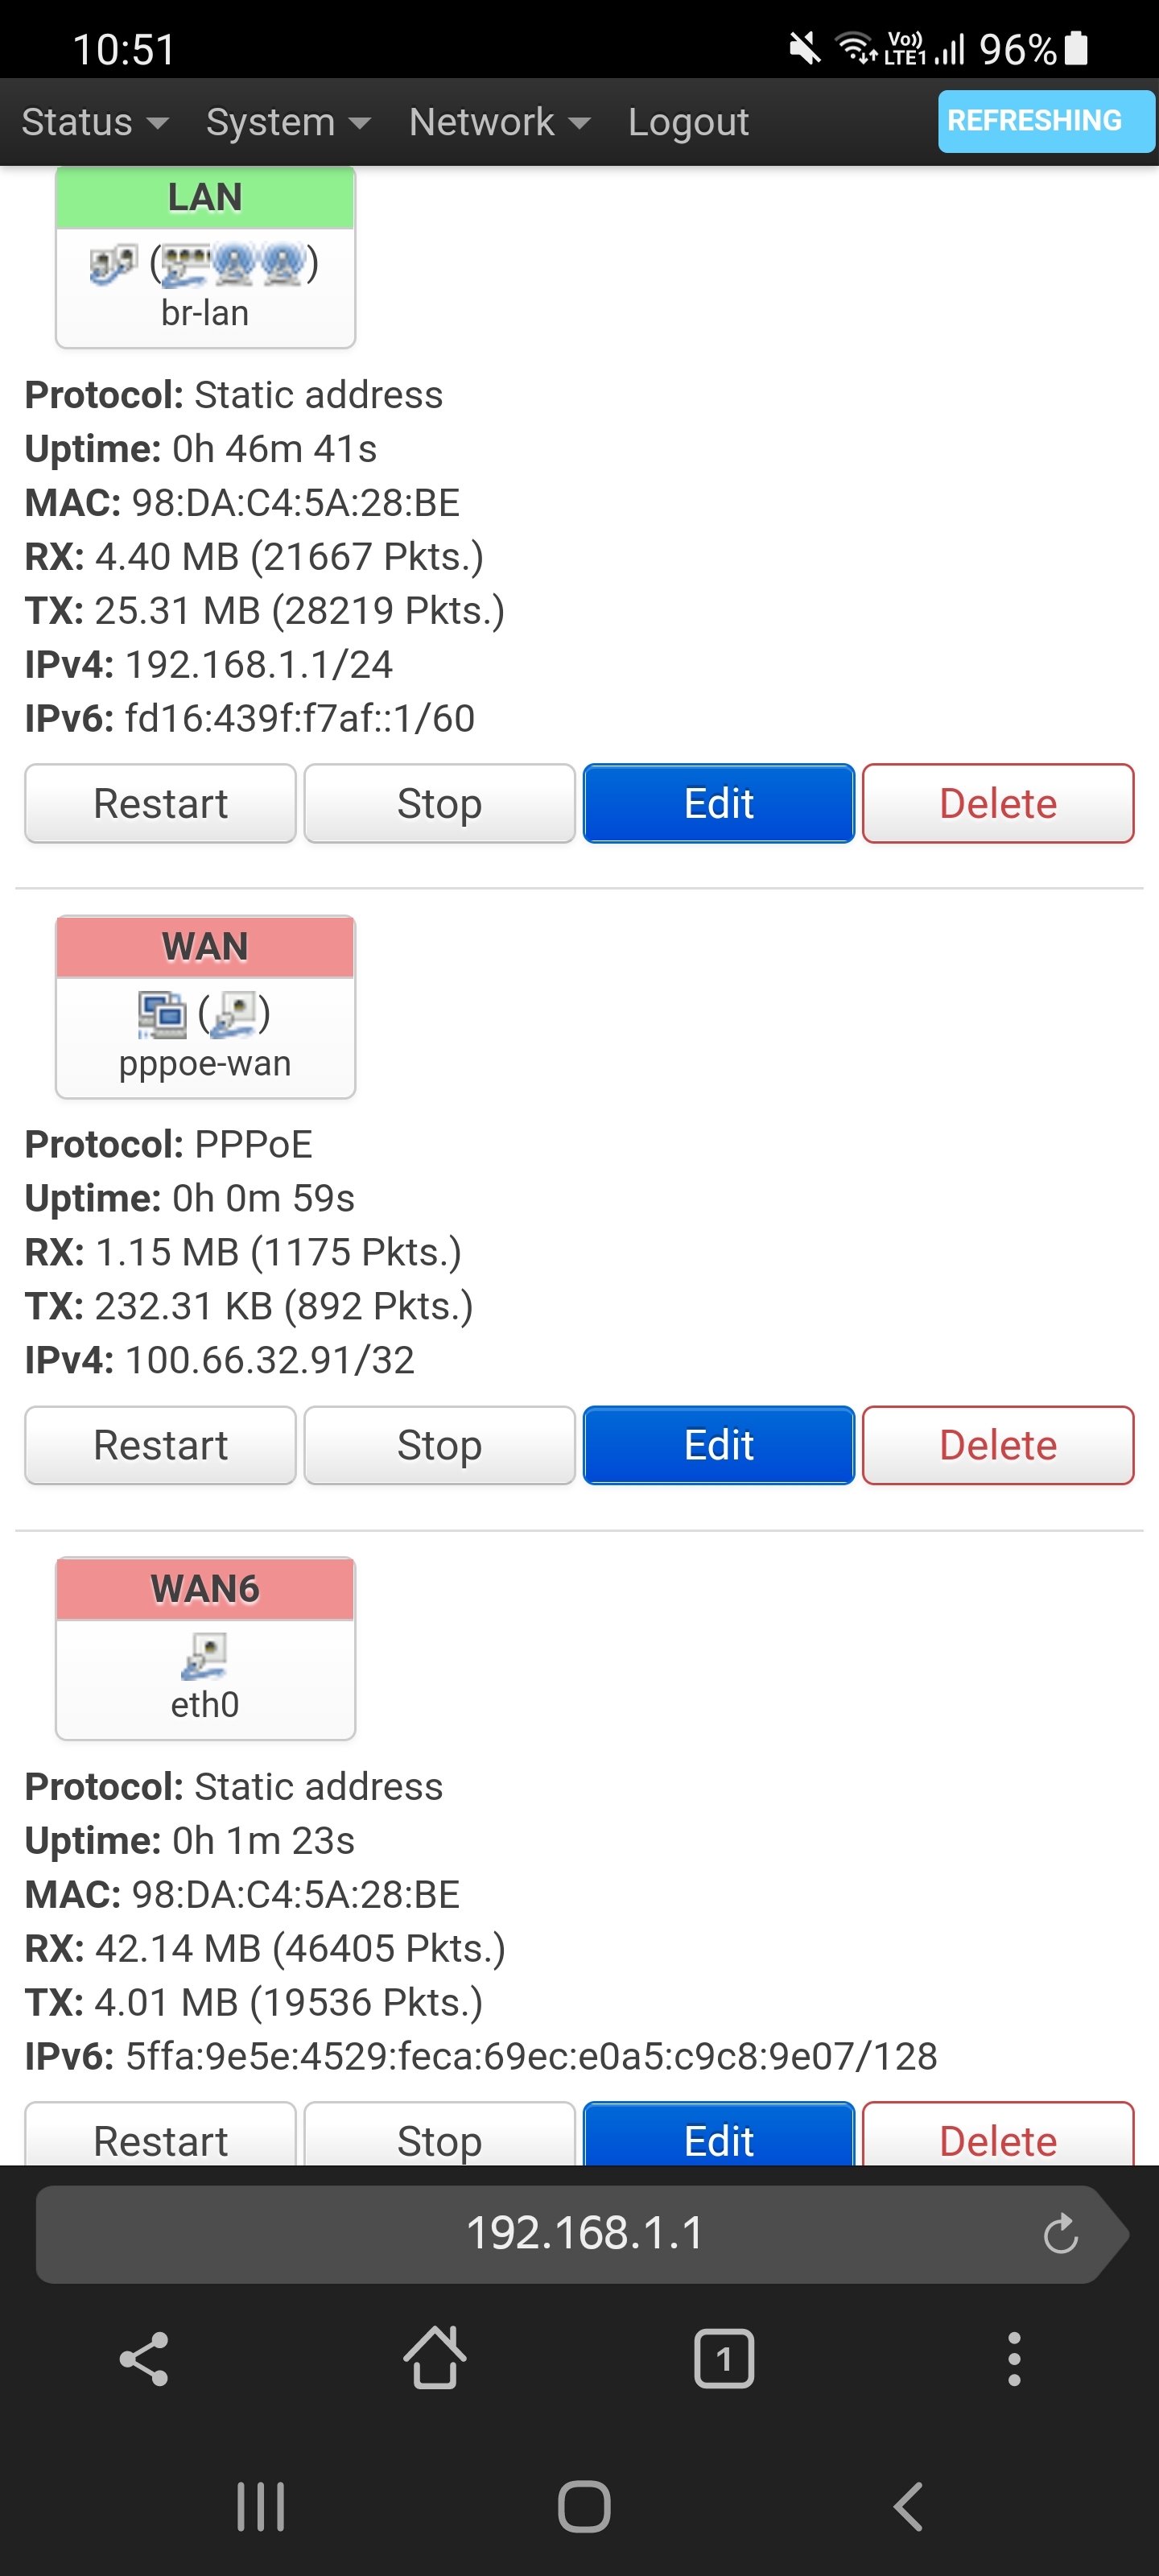 10:51 Vo)) LTE1 96%
Status System Network Logout REFRESHING
LAN
( )
br-lan
Protocol: Static address
Uptime: 0h 46m 41s
MAC: 98:DA:C4:5A:28:BE
RX: 4.40 MB (21667 Pkts.)
TX: 25.31 MB (28219 Pkts.)
IPv4: 192.168.1.1/24
IPv6: fd16:439f:f7af::1/60
Restart Stop Edit Delete
WAN
( )
pppoe-wan
Protocol: PPPoE
Uptime: 0h 0m 59s
RX: 1.15 MB (1175 Pkts.)
TX: 232.31 KB (892 Pkts.)
IPv4: 100.66.32.91/32
Restart Stop Edit Delete
WAN6
eth0
Protocol: Static address
Uptime: 0h 1m 23s
MAC: 98:DA:C4:5A:28:BE
RX: 42.14 MB (46405 Pkts.)
TX: 4.01 MB (19536 Pkts.)
IPv6: 5ffa:9e5e:4529:feca:69ec:e0a5:c9c8:9e07/128
Restart Stop Edit Delete
192.168.1.1
1